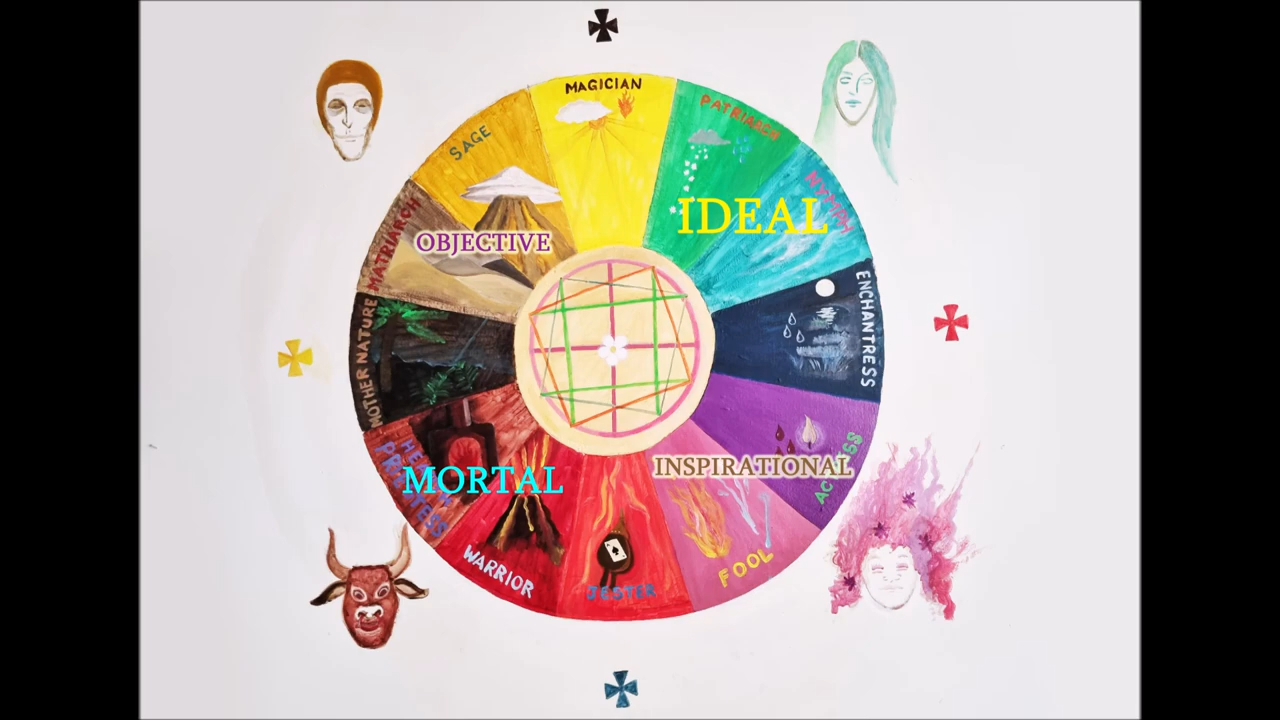 MAGICIAN
PATRIARCH
NYMPH
ENCHANTRESS
ACTRESS
FOOL
JESTER
WARRIOR
PRIESTESS
MOTHER NATURE
MATRIARCH
SAGE
IDEAL
OBJECTIVE
MORTAL
INSPIRATIONAL